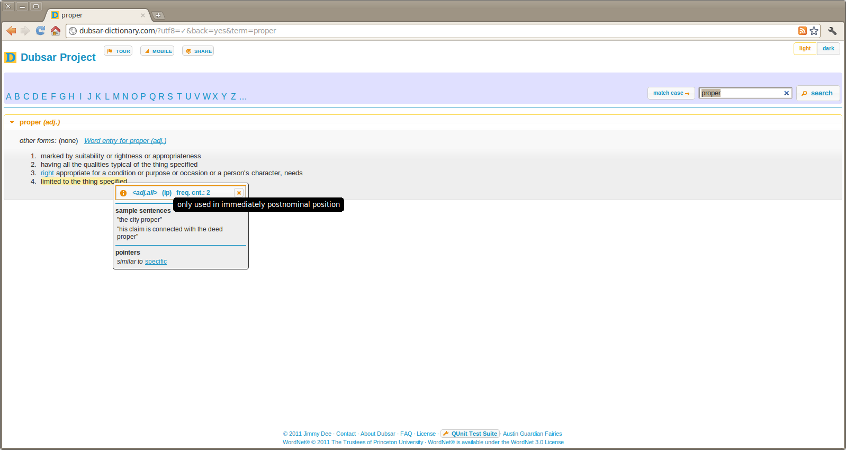 proper
dubsar-dictionary.com/?utf8=✓&back=yes&term=proper
D Dubsar Project
TOUR
MOBILE
SHARE
light
dark
A B C D E F G H I J K L M N O P Q R S T U V W X Y Z ...
match case ¬
proper
search
proper (adj.)
other forms: (none) Word entry for proper (adj.)
1. marked by suitability or rightness or appropriateness
2. having all the qualities typical of the thing specified
3. right appropriate for a condition or purpose or occasion or a person's character, needs
4. limited to the thing specified
<adj.all> (ip) freq. cnt.: 2
only used in immediately postnominal position
sample sentences
"the city proper"
"his claim is connected with the deed
proper"
pointers
similar to specific
© 2011 Jimmy Dee · Contact · About Dubsar · FAQ · License · QUnit Test Suite · Austin Guardian Fairies
WordNet® © 2011 The Trustees of Princeton University · WordNet® is available under the WordNet 3.0 License